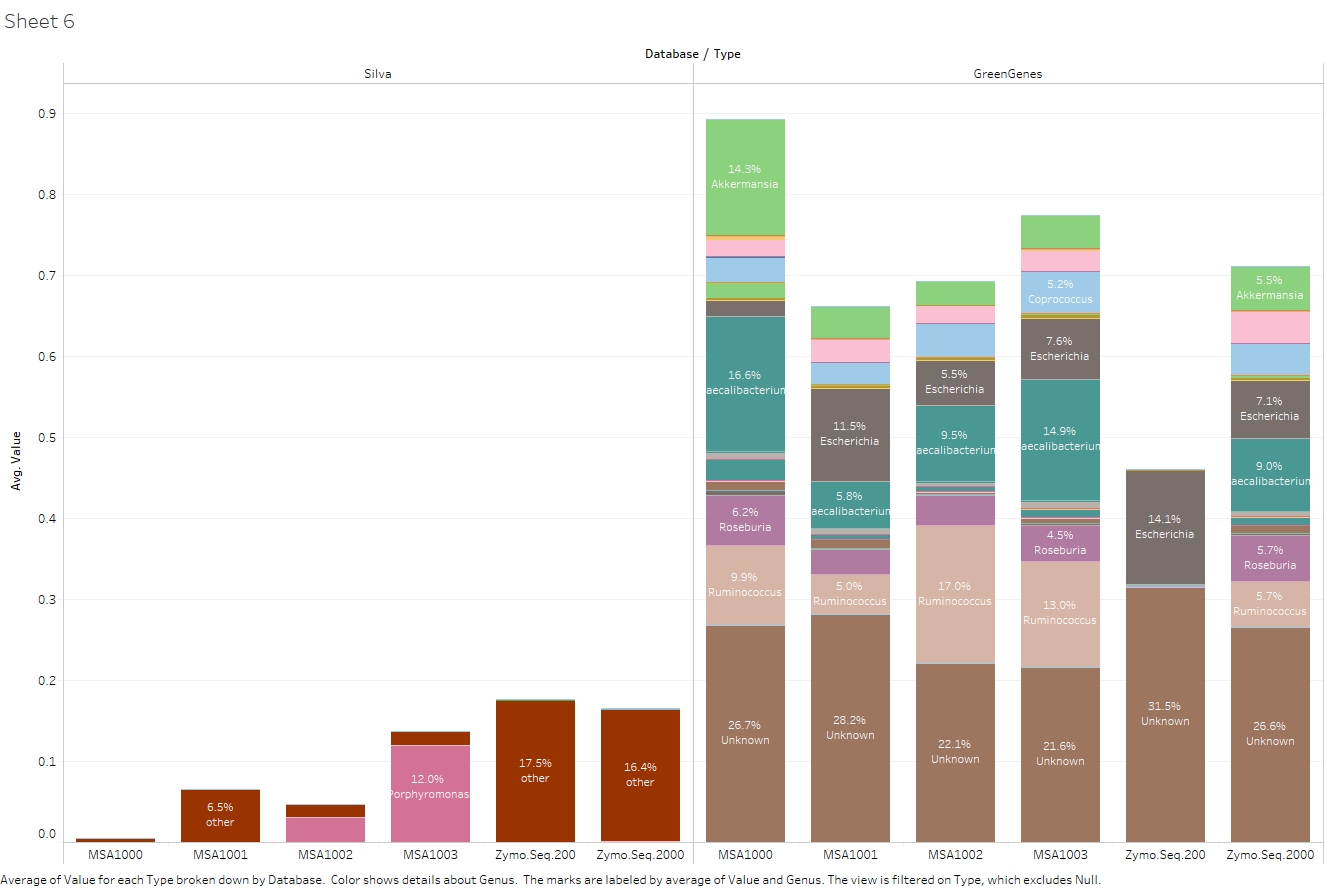 Sheet 6
Database / Type
Silva
GreenGenes
Avg. Value
0.9
0.8
0.7
0.6
0.5
0.4
0.3
0.2
0.1
0.0
6.5%
other
12.0%
Porphyromonas
17.5%
other
16.4%
other
14.3%
Akkermansia
16.6%
aecalibacterium
6.2%
Roseburia
9.9%
Ruminococcus
26.7%
Unknown
11.5%
Escherichia
5.8%
aecalibacterium
5.0%
Ruminococcus
28.2%
Unknown
5.5%
Escherichia
9.5%
aecalibacterium
17.0%
Ruminococcus
22.1%
Unknown
5.2%
Coprococcus
7.6%
Escherichia
14.9%
aecalibacterium
4.5%
Roseburia
13.0%
Ruminococcus
21.6%
Unknown
14.1%
Escherichia
31.5%
Unknown
5.5%
Akkermansia
7.1%
Escherichia
9.0%
aecalibacterium
5.7%
Roseburia
5.7%
Ruminococcus
26.6%
Unknown
MSA1000
MSA1001
MSA1002
MSA1003
Zymo.Seq.200
Zymo.Seq.2000
MSA1000
MSA1001
MSA1002
MSA1003
Zymo.Seq.200
Zymo.Seq.2000
Average of Value for each Type broken down by Database.  Color shows details about Genus.  The marks are labeled by average of Value and Genus. The view is filtered on Type, which excludes Null.